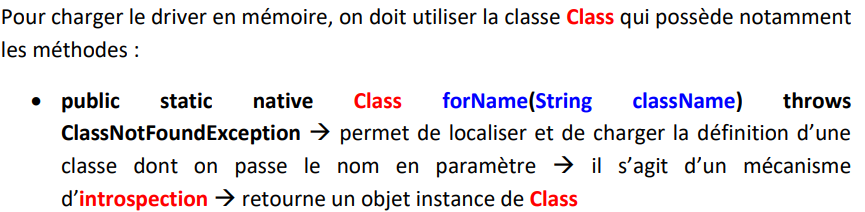 Pour charger le driver en mémoire, on doit utiliser la classe Class qui possède notamment
les méthodes :
• public static native Class forName(String className) throws
ClassNotFoundException → permet de localiser et de charger la définition d’une
classe dont on passe le nom en paramètre → il s’agit d’un mécanisme
d’introspection → retourne un objet instance de Class